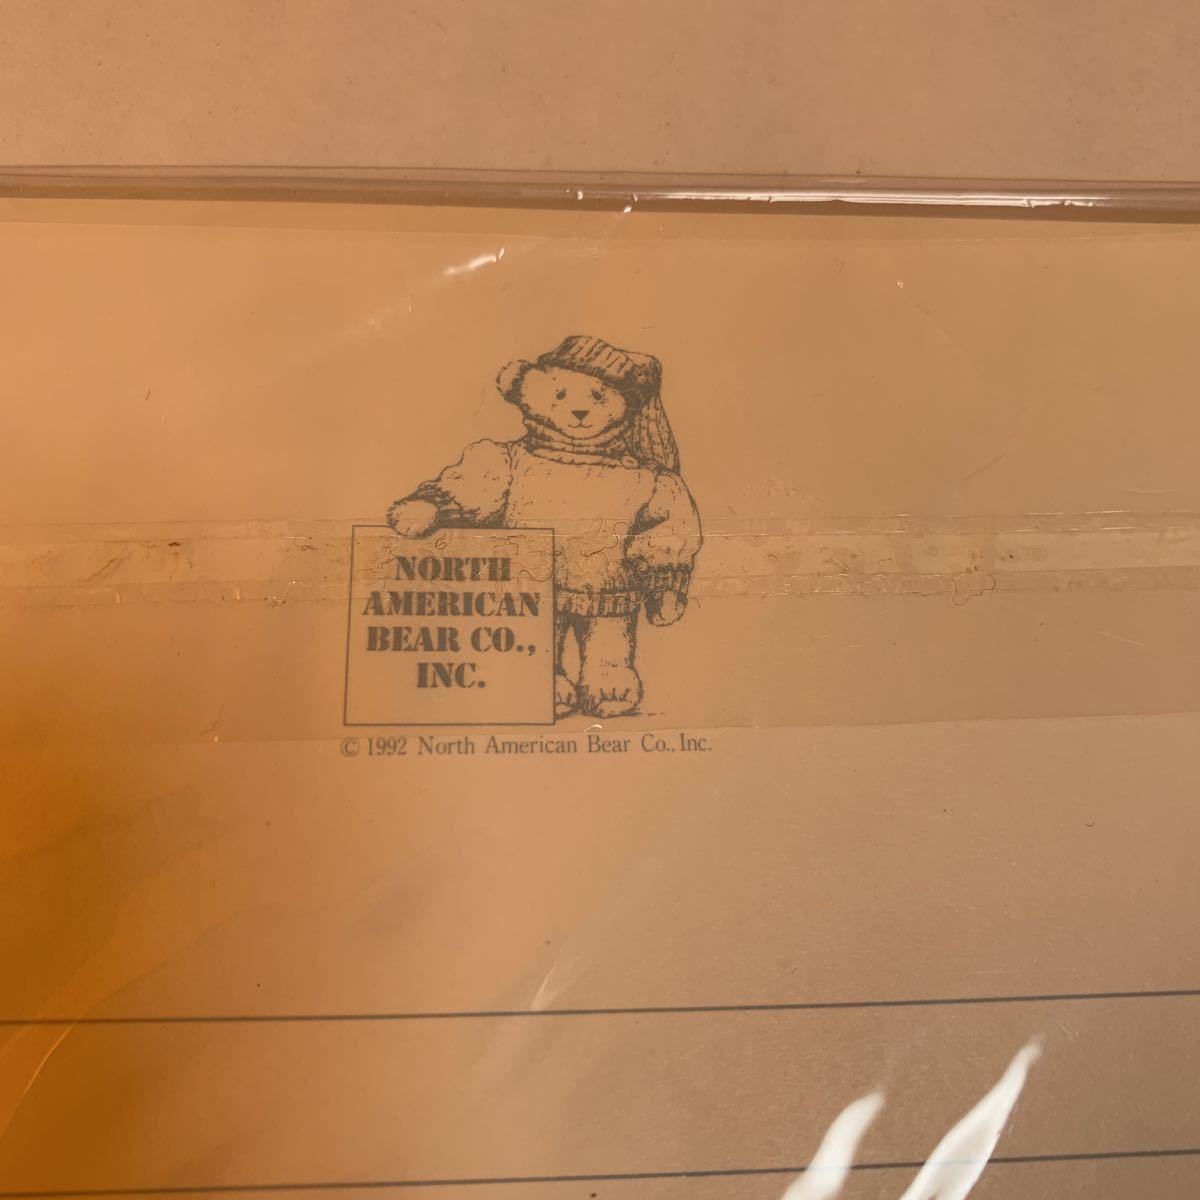 NORTH
AMERICAN
BEAR CO.,
INC.
© 1992 North American Bear Co., Inc.